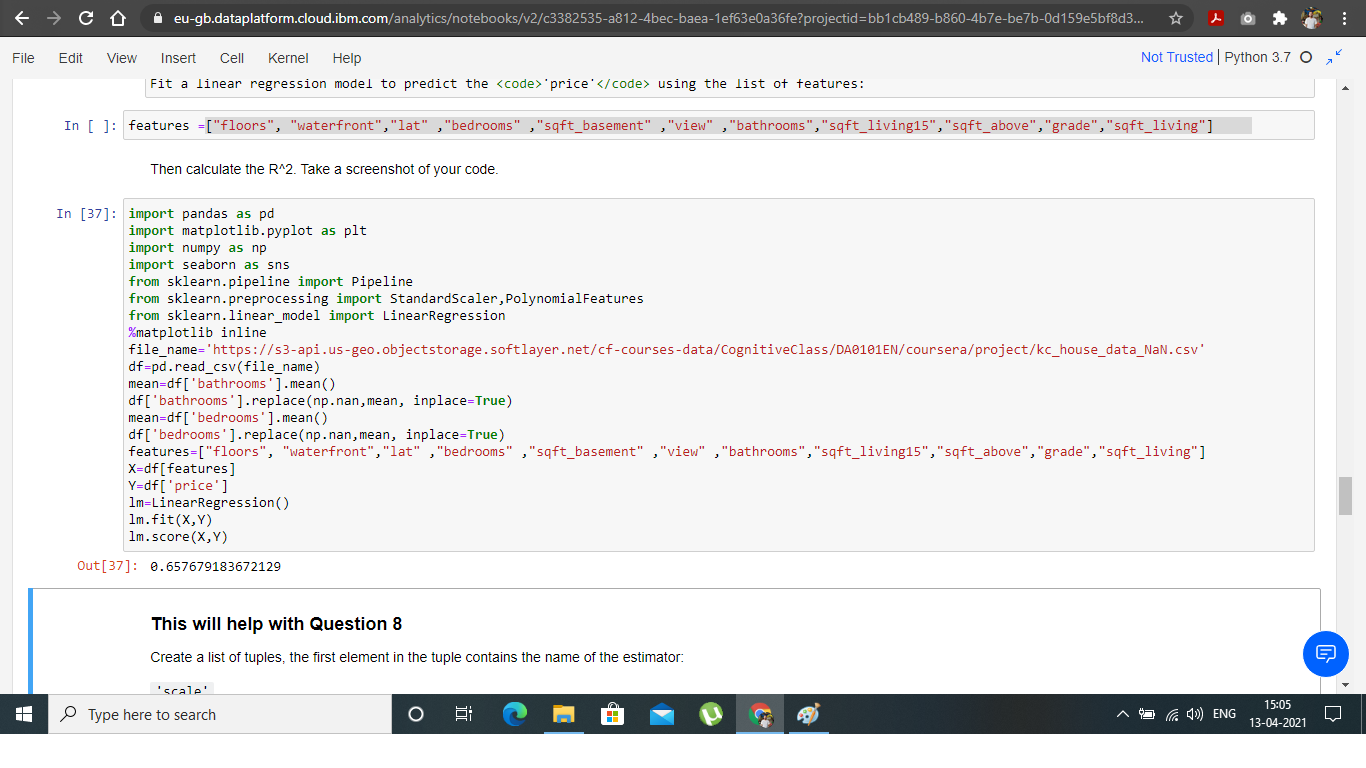 eu-gb.dataplatform.cloud.ibm.com/analytics/notebooks/v2/c3382535-a812-4bec-baea-1ef63e0a36fe?projectid=bb1cb489-b860-4b7e-be7b-0d159e5bf8d3...
File Edit View Insert Cell Kernel Help Not Trusted | Python 3.7
Fit a linear regression model to predict the <code>'price'</code> using the list of features:
In [ ]: features =["floors", "waterfront","lat" ,"bedrooms" ,"sqft_basement" ,"view" ,"bathrooms","sqft_living15","sqft_above","grade","sqft_living"]
Then calculate the R^2. Take a screenshot of your code.
In [37]: import pandas as pd
import matplotlib.pyplot as plt
import numpy as np
import seaborn as sns
from sklearn.pipeline import Pipeline
from sklearn.preprocessing import StandardScaler,PolynomialFeatures
from sklearn.linear_model import LinearRegression
%matplotlib inline
file_name='https://s3-api.us-geo.objectstorage.softlayer.net/cf-courses-data/CognitiveClass/DA0101EN/coursera/project/kc_house_data_NaN.csv'
df=pd.read_csv(file_name)
mean=df['bathrooms'].mean()
df['bathrooms'].replace(np.nan,mean, inplace=True)
mean=df['bedrooms'].mean()
df['bedrooms'].replace(np.nan,mean, inplace=True)
features=["floors", "waterfront","lat" ,"bedrooms" ,"sqft_basement" ,"view" ,"bathrooms","sqft_living15","sqft_above","grade","sqft_living"]
X=df[features]
Y=df['price']
lm=LinearRegression()
lm.fit(X,Y)
lm.score(X,Y)
Out[37]: 0.657679183672129
This will help with Question 8
Create a list of tuples, the first element in the tuple contains the name of the estimator:
'scale'
Type here to search
ENG
15:05
13-04-2021